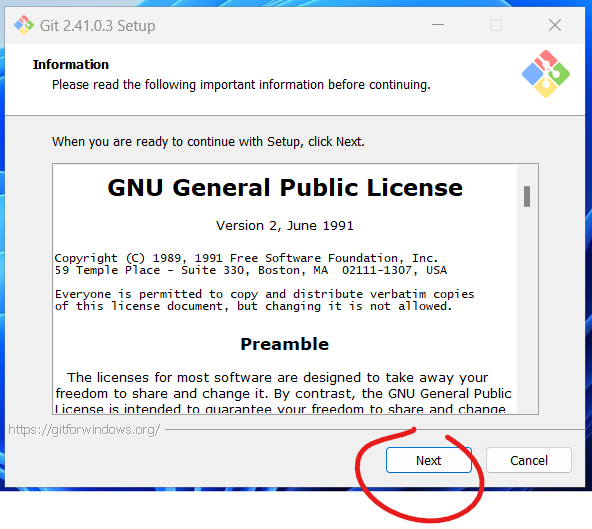 Git 2.41.0.3 Setup
Information
Please read the following important information before continuing.
When you are ready to continue with Setup, click Next.
GNU General Public License
Version 2, June 1991
Copyright (C) 1989, 1991 Free Software Foundation, Inc.
59 Temple Place - Suite 330, Boston, MA  02111-1307, USA
Everyone is permitted to copy and distribute verbatim copies
of this license document, but changing it is not allowed.
Preamble
The licenses for most software are designed to take away your
freedom to share and change it. By contrast, the GNU General Public
License is intended to guarantee your freedom to share and change
https://gitforwindows.org/
Next
Cancel